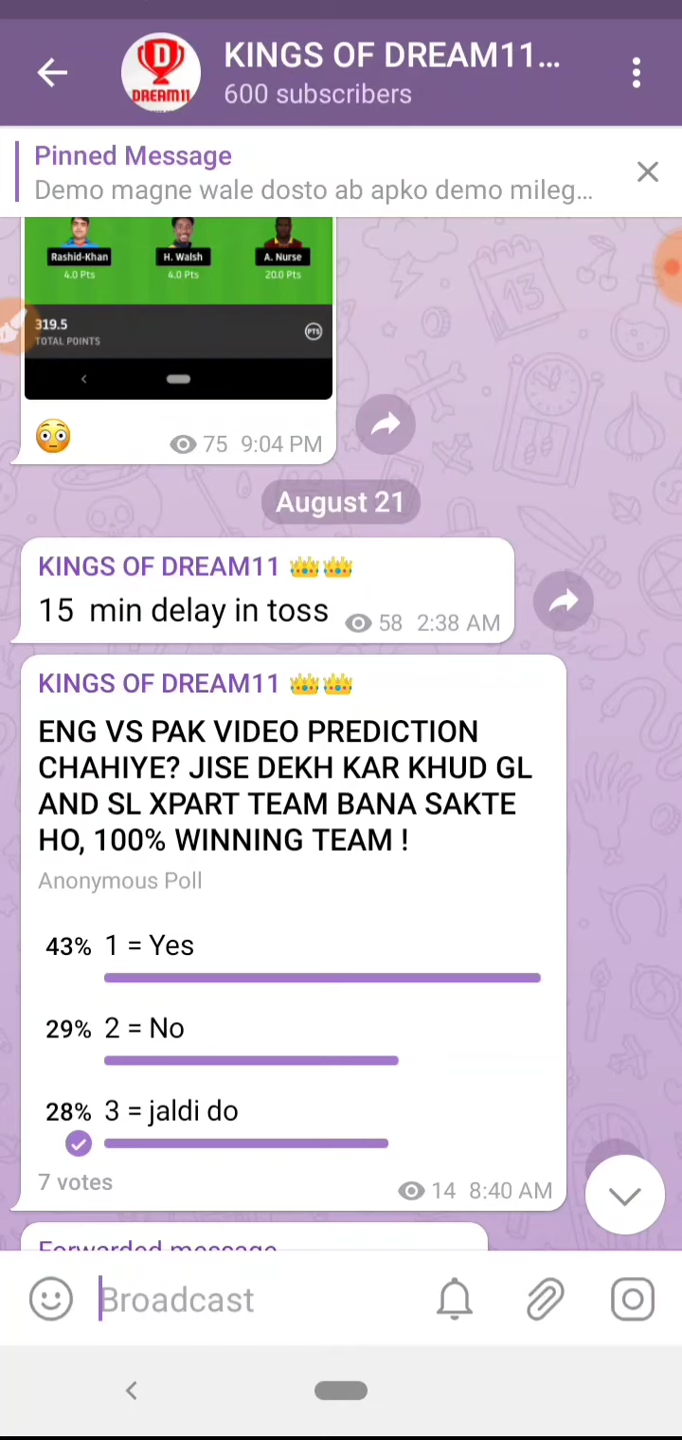 D
DREAM11
KINGS OF DREAM11...
600 subscribers
Pinned Message
Demo magne wale dosto ab apko demo mileg...
Rashid-Khan
H. Walsh
A. Nurse
4.0 Pts
4.0 Pts
20.0 Pts
319.5
TOTAL POINTS
PTS
75 9:04 PM
August 21
KINGS OF DREAM11 👑👑
15 min delay in toss
58 2:38 AM
KINGS OF DREAM11 👑👑
ENG VS PAK VIDEO PREDICTION
CHAHIYE? JISE DEKH KAR KHUD GL
AND SL XPART TEAM BANA SAKTE
HO, 100% WINNING TEAM !
Anonymous Poll
43% 1 = Yes
29% 2 = No
28% 3 = jaldi do
7 votes
14 8:40 AM
Forwarded message
Broadcast